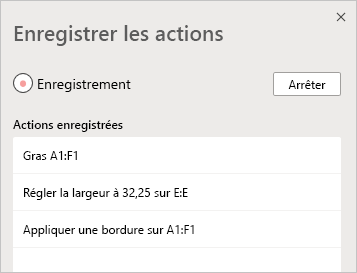 Enregistrer les actions
Enregistrement
Arrêter
Actions enregistrées
Gras A1:F1
Régler la largeur à 32,25 sur E:E
Appliquer une bordure sur A1:F1